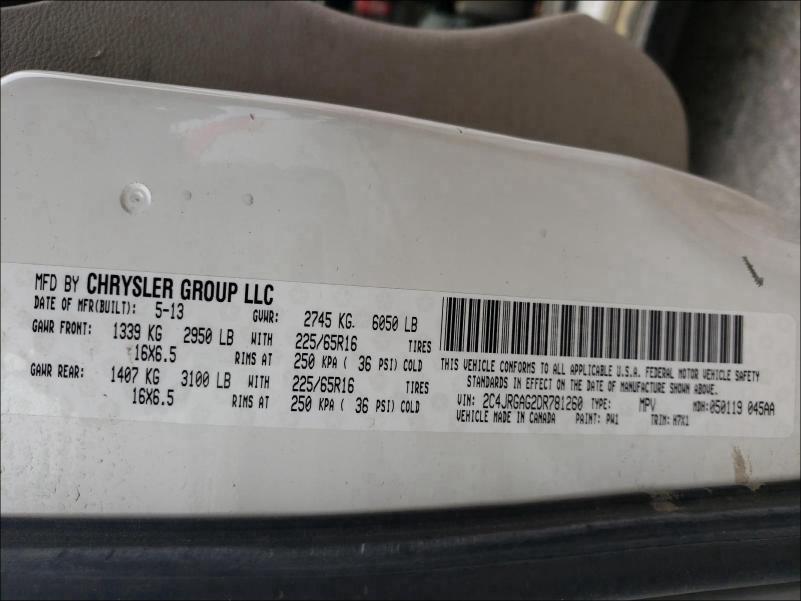 MFD BY CHRYSLER GROUP LLC
DATE OF MFR(BUILT): 5-13 GVWR: 2745 KG. 6050 LB
GAWR FRONT: 1339 KG 2950 LB WITH 225/65R16 TIRES
16X6.5 RIMS AT 250 KPA ( 36 PSI) COLD
GAWR REAR: 1407 KG 3100 LB WITH 225/65R16 TIRES
16X6.5 RIMS AT 250 KPA ( 36 PSI) COLD
THIS VEHICLE CONFORMS TO ALL APPLICABLE U.S.A. FEDERAL MOTOR VEHICLE SAFETY
STANDARDS IN EFFECT ON THE DATE OF MANUFACTURE SHOWN ABOVE.
VIN: 2C4JRGAG2DR781260 TYPE: MPV MDH:050119 045AA
VEHICLE MADE IN CANADA PAINT: PW1 TRIM: H7X1